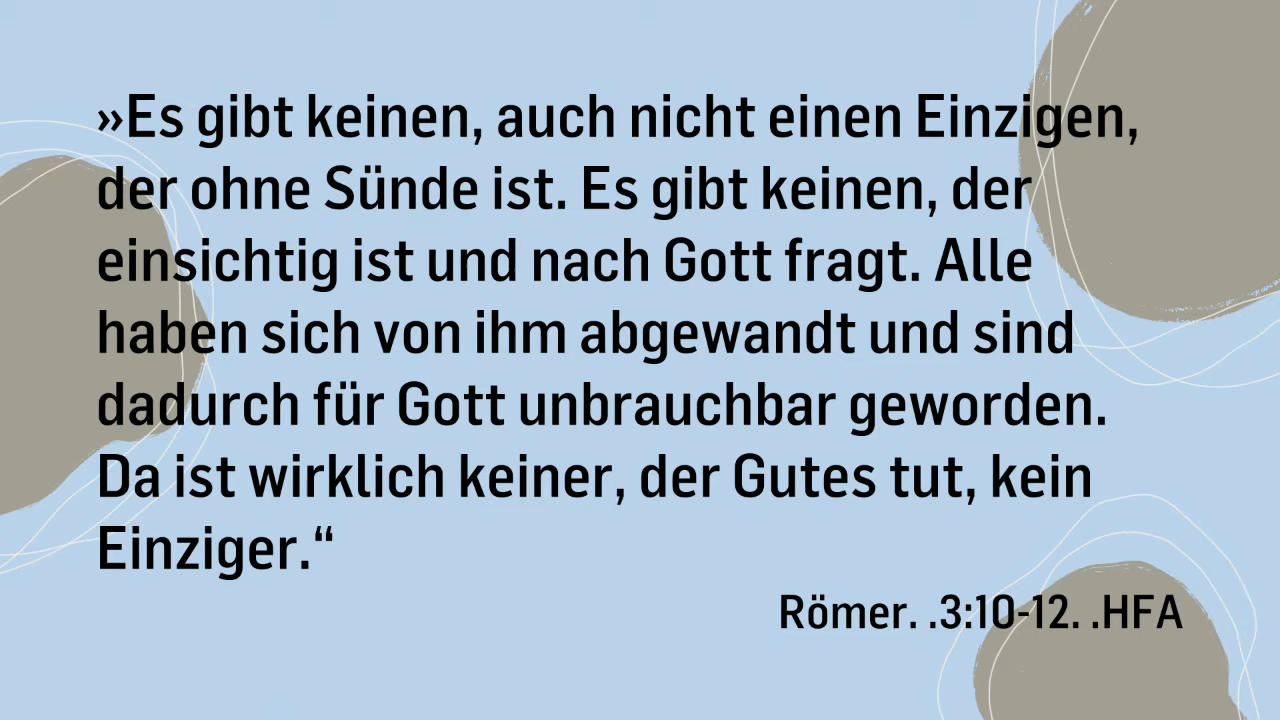 »Es gibt keinen, auch nicht einen Einzigen,
der ohne Sünde ist. Es gibt keinen, der
einsichtig ist und nach Gott fragt. Alle
haben sich von ihm abgewandt und sind
dadurch für Gott unbrauchbar geworden.
Da ist wirklich keiner, der Gutes tut, kein
Einziger.“
Römer. .3:10-12. .HFA